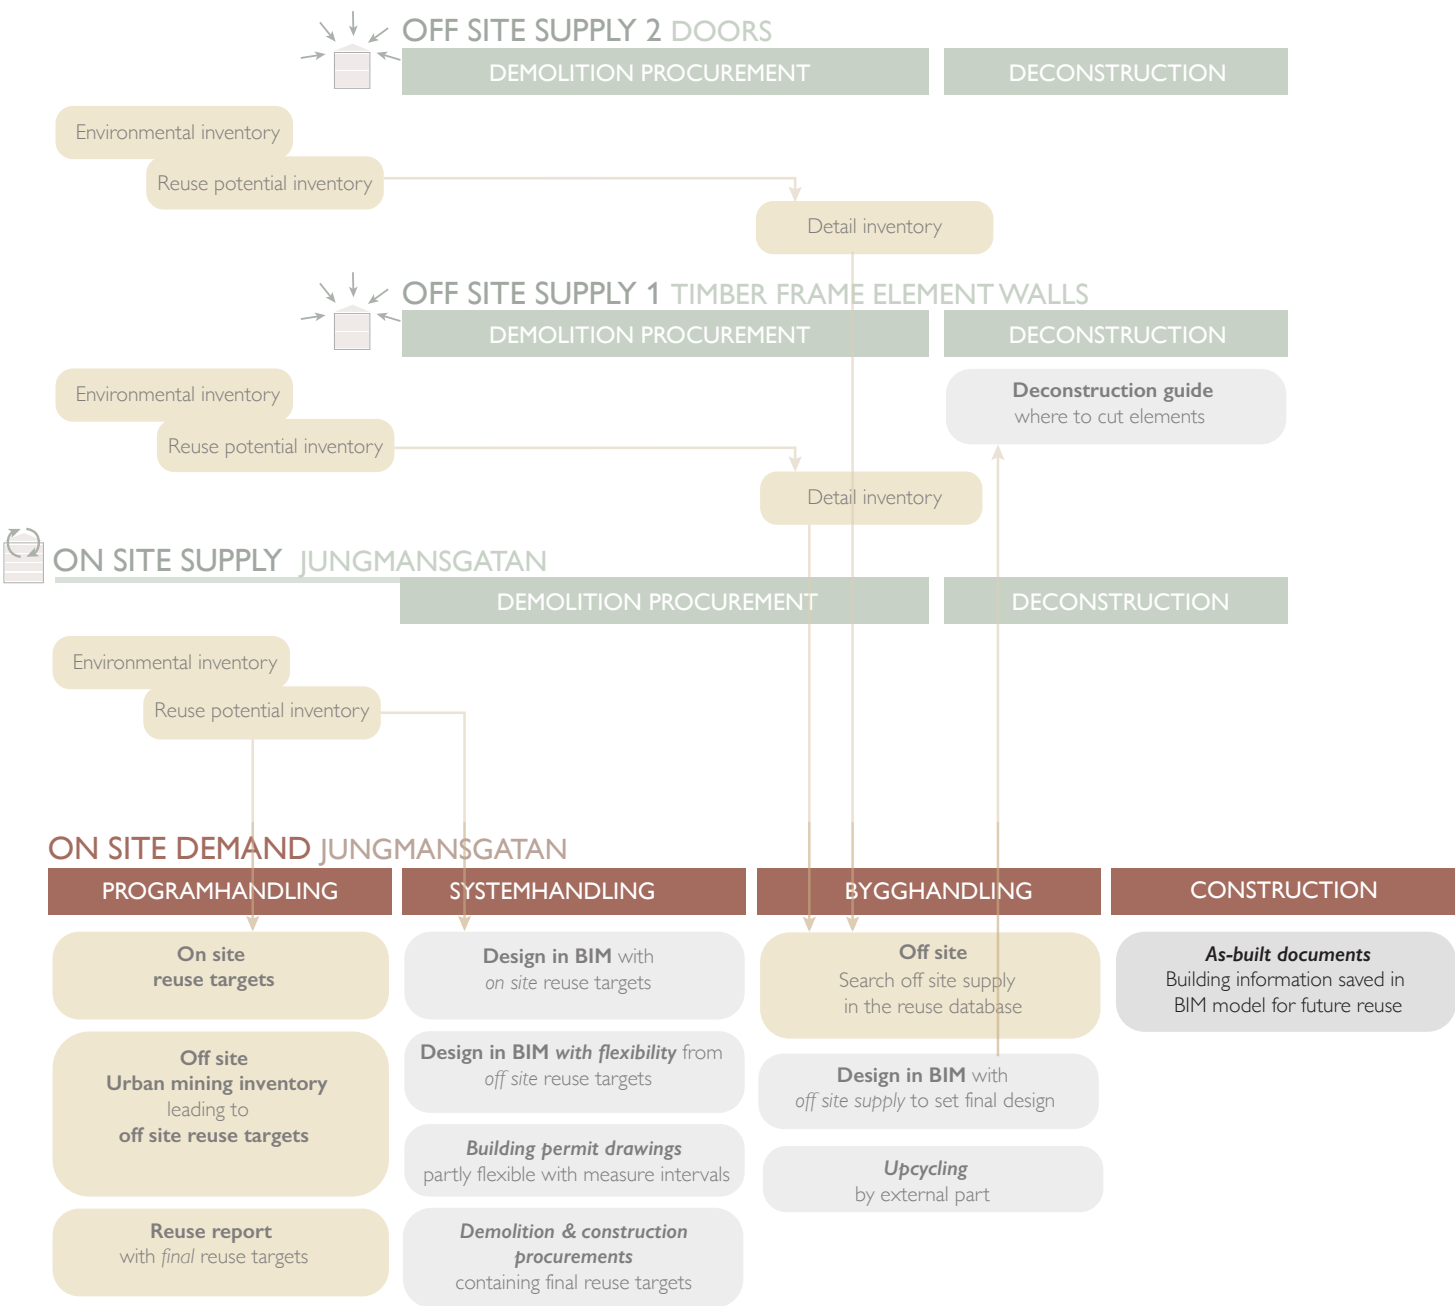 OFF SITE SUPPLY 2 DOORS
DEMOLITION PROCUREMENT
DECONSTRUCTION
Environmental inventory
Reuse potential inventory
Detail inventory
OFF SITE SUPPLY 1 TIMBER FRAME ELEMENT WALLS
DEMOLITION PROCUREMENT
DECONSTRUCTION
Environmental inventory
Reuse potential inventory
Detail inventory
Deconstruction guide
where to cut elements
ON SITE SUPPLY JUNGMANSGATAN
DEMOLITION PROCUREMENT
DECONSTRUCTION
Environmental inventory
Reuse potential inventory
ON SITE DEMAND JUNGMANSGATAN
PROGRAMHANDLING
SYSTEMHANDLING
BYGGHANDLING
CONSTRUCTION
On site
reuse targets
Off site
Urban mining inventory
leading to
off site reuse targets
Reuse report
with final reuse targets
Design in BIM with
on site reuse targets
Design in BIM with flexibility from
off site reuse targets
Building permit drawings
partly flexible with measure intervals
Demolition & construction
procurements
containing final reuse targets
Off site
Search off site supply
in the reuse database
Design in BIM with
off site supply to set final design
Upcycling
by external part
As-built documents
Building information saved in
BIM model for future reuse